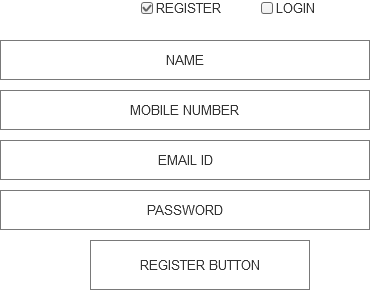 REGISTER LOGIN
NAME
MOBILE NUMBER
EMAIL ID
PASSWORD
REGISTER BUTTON